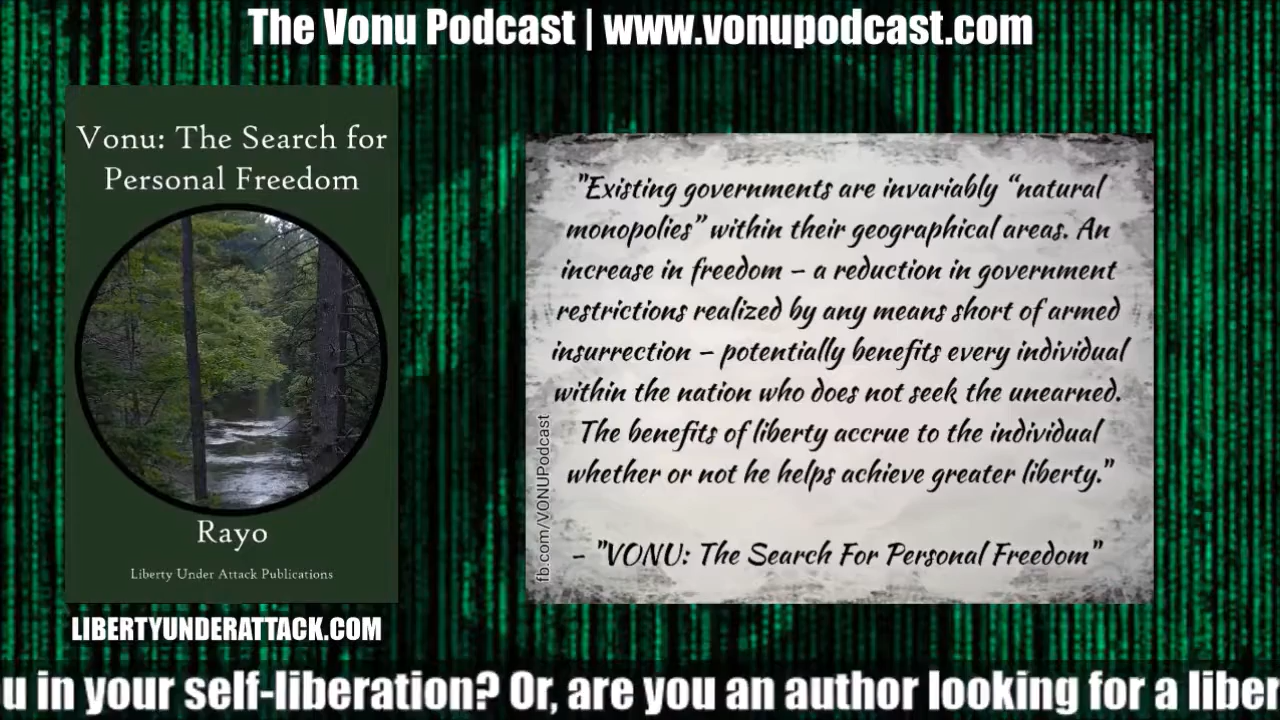 The Vonu Podcast | www.vonupodcast.com
Vonu: The Search for
Personal Freedom
Rayo
Liberty Under Attack Publications
LIBERTYUNDERATTACK.COM
"Existing governments are invariably “natural
monopolies” within their geographical areas. An
increase in freedom – a reduction in government
restrictions realized by any means short of armed
insurrection – potentially benefits every individual
within the nation who does not seek the unearned.
The benefits of liberty accrue to the individual
whether or not he helps achieve greater liberty."
– "VONU: The Search For Personal Freedom"
fb.com/VONUPodcast
u in your self-liberation? Or, are you an author looking for a liber